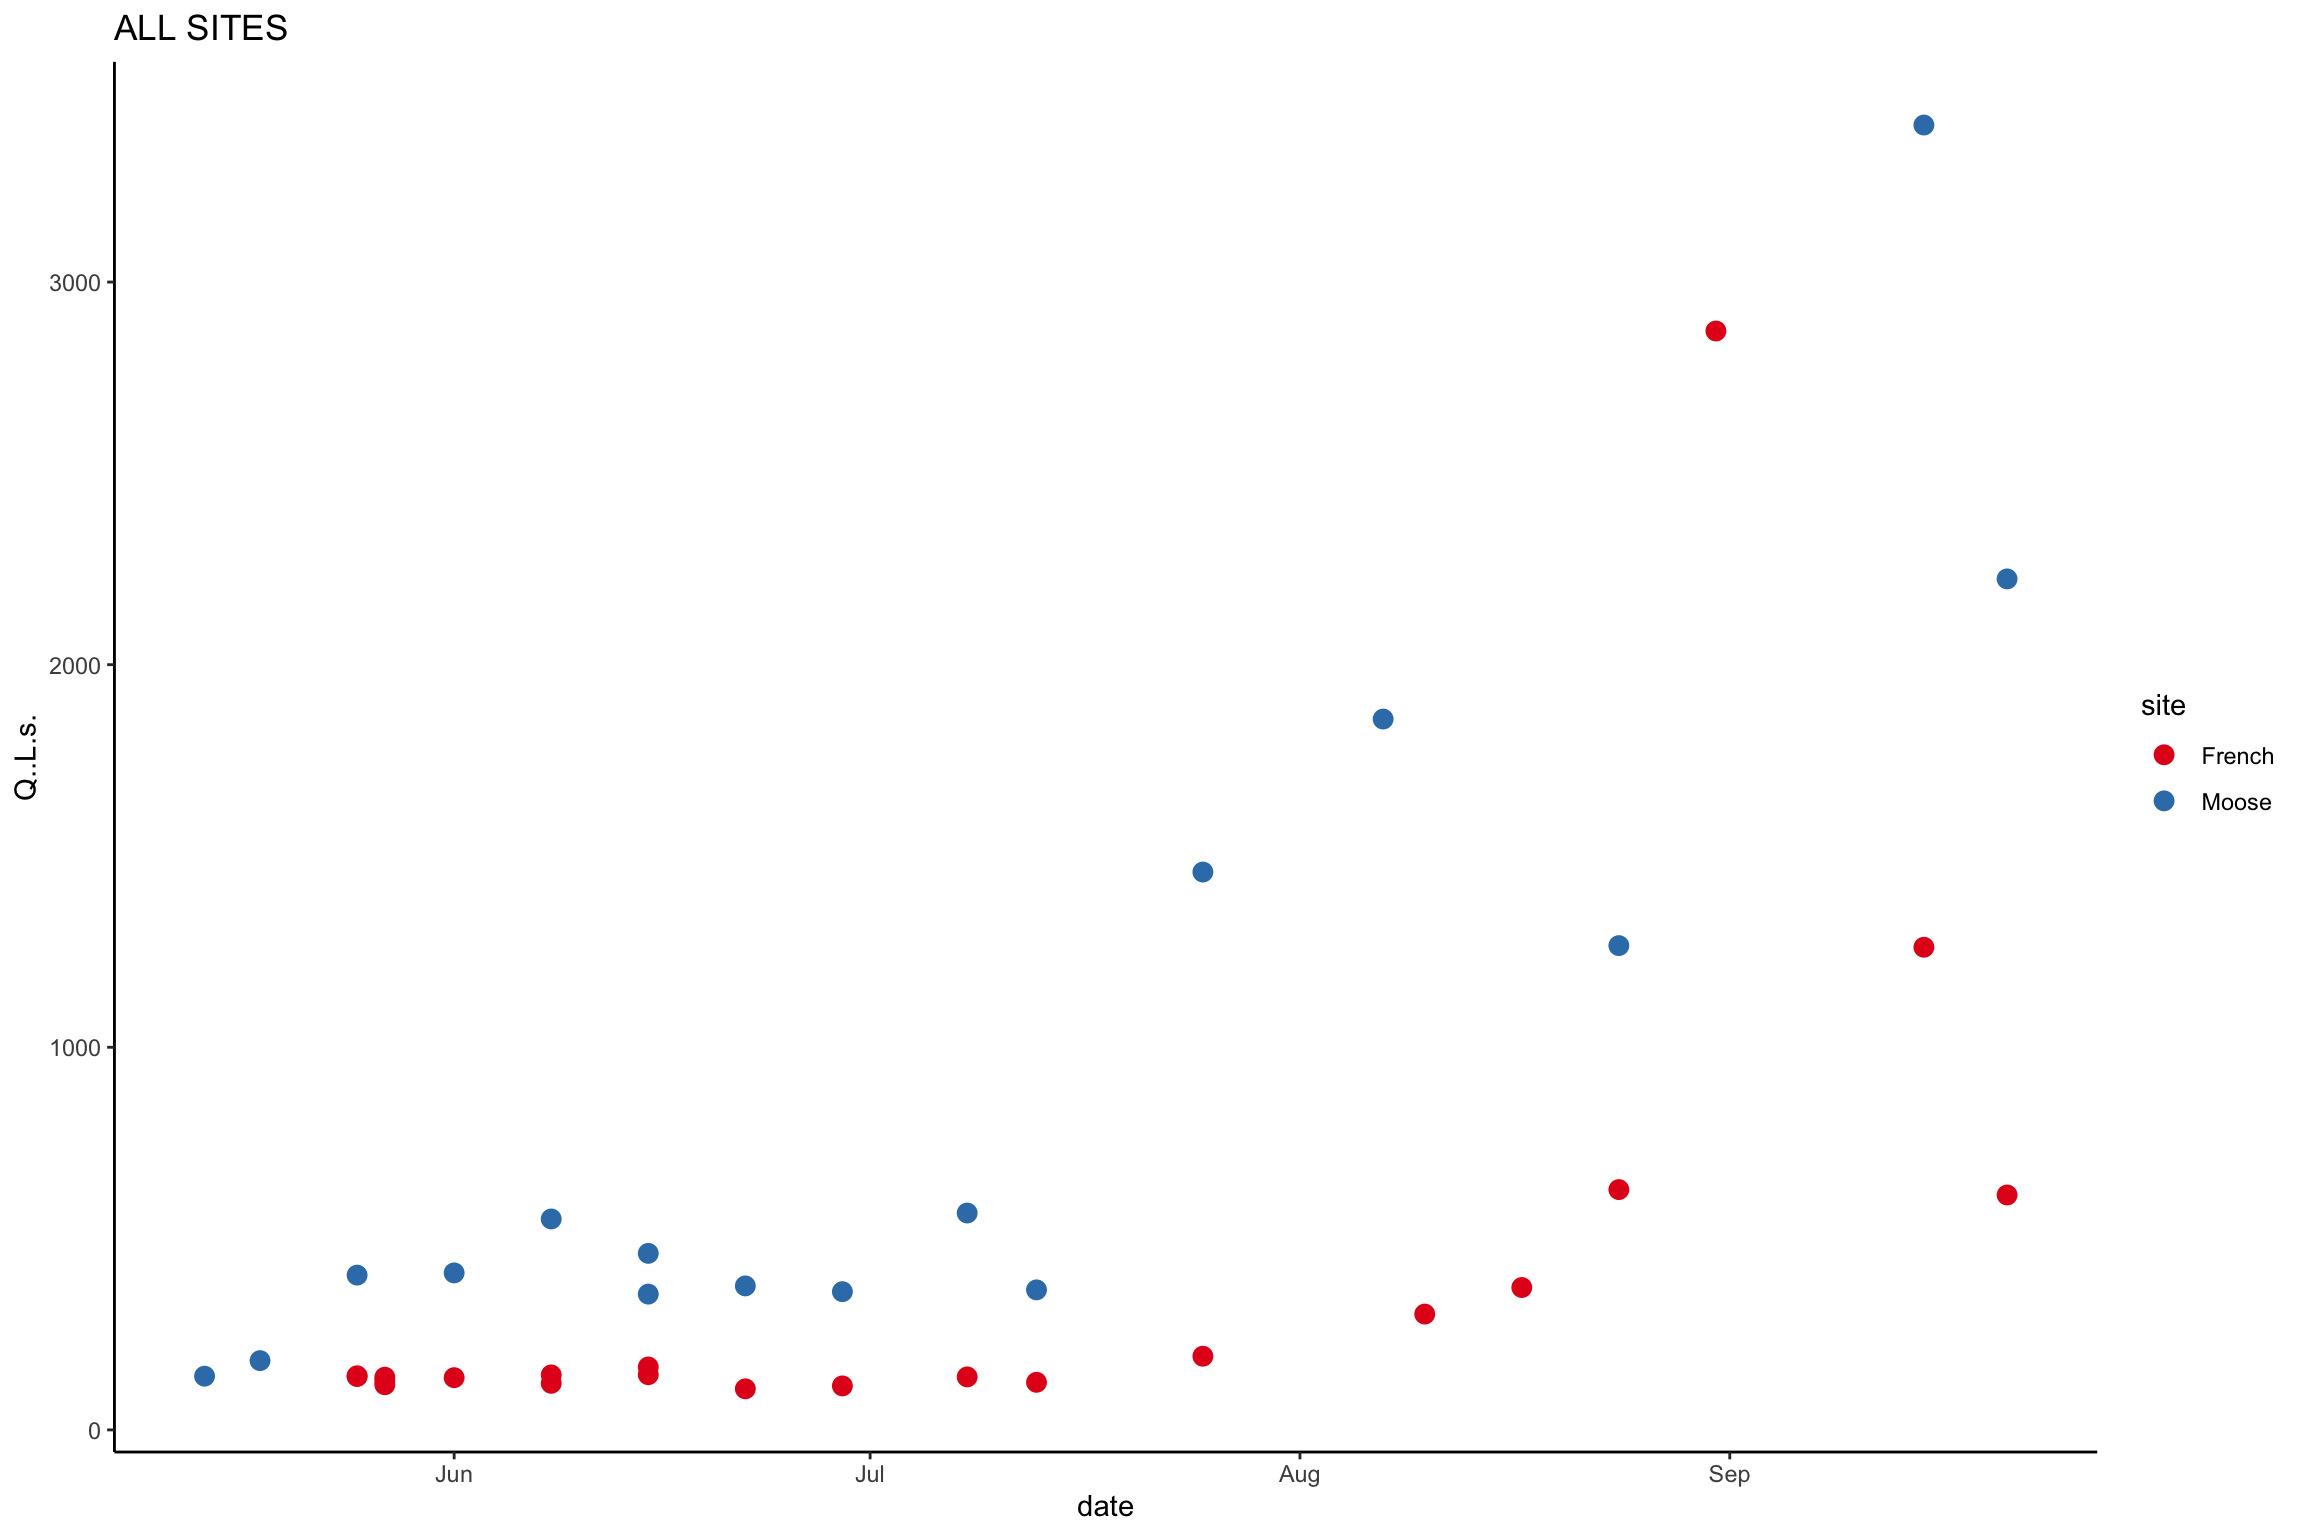 ALL SITES
3000
2000
1000
0
Q..L.s.
Jun
Jul
Aug
Sep
date
site
French
Moose